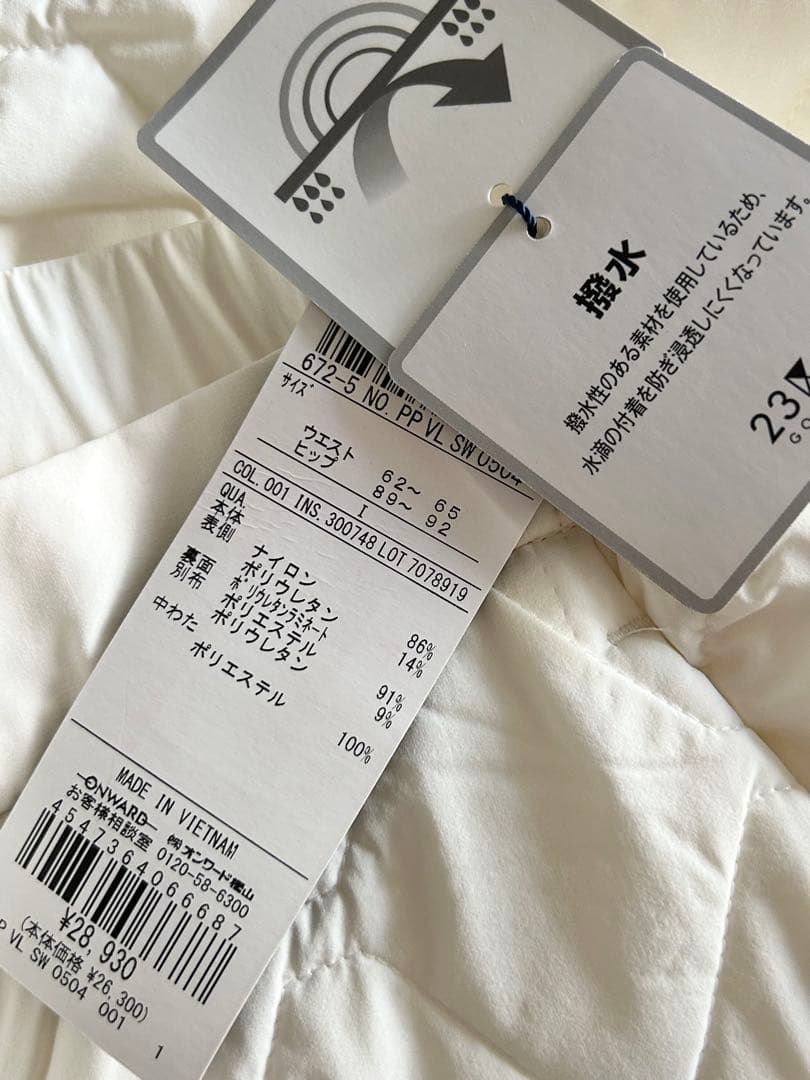 撥水
撥水性のある素材を使用しているため、
水滴の付着を防ぎ浸透しにくくなっています。
23
GO
672-5 NO. PP VL SW 0504
サイズ
ウエスト 62~ 65
ヒップ 89~ 92
I
COL. 001 INS. 300748 LOT 7078919
QUA.
本体
表側 ナイロン 86%
ポリウレタン 14%
裏面 ポリウレタンラミネート
別布 ポリエステル 91%
ポリウレタン 9%
中わた
ポリエステル 100%
MADE IN VIETNAM
ONWARD ㈱オンワード樫山
お客様相談室 0120-58-6300
4547364066687
¥28,930
(本体価格 ¥26,300)
P VL SW 0504 001
1